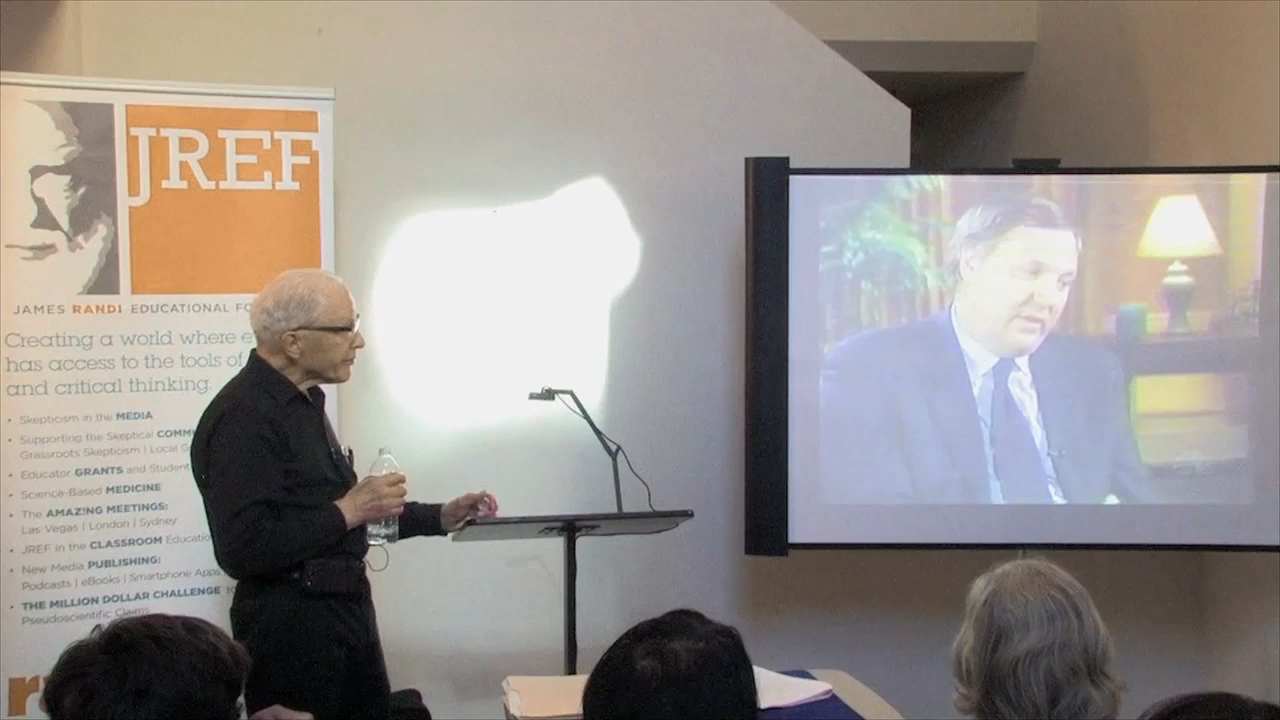 JREF
JAMES RANDI EDUCATIONAL FO
Creating a world where e
has access to the tools of
and critical thinking.
• Skepticism in the MEDIA
• Supporting the Skeptical COMM
Grassroots Skepticism | Local G
• Educator GRANTS and Student
• Science-Based MEDICINE
• The AMAZ!NG MEETINGS:
Las Vegas | London | Sydney
• JREF in the CLASSROOM Educatio
• New Media PUBLISHING:
Podcasts | eBooks | Smartphone Apps
• THE MILLION DOLLAR CHALLENGE to
Pseudoscientific Claims
r